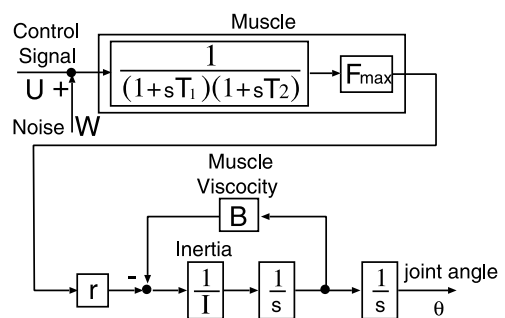 Control
Signal
Muscle
U +
Noise W
1
(1+sT1)(1+sT2)
Fmax
Muscle
Viscocity
B
Inertia
r
-
1
I
1
s
1
s
joint angle
θ